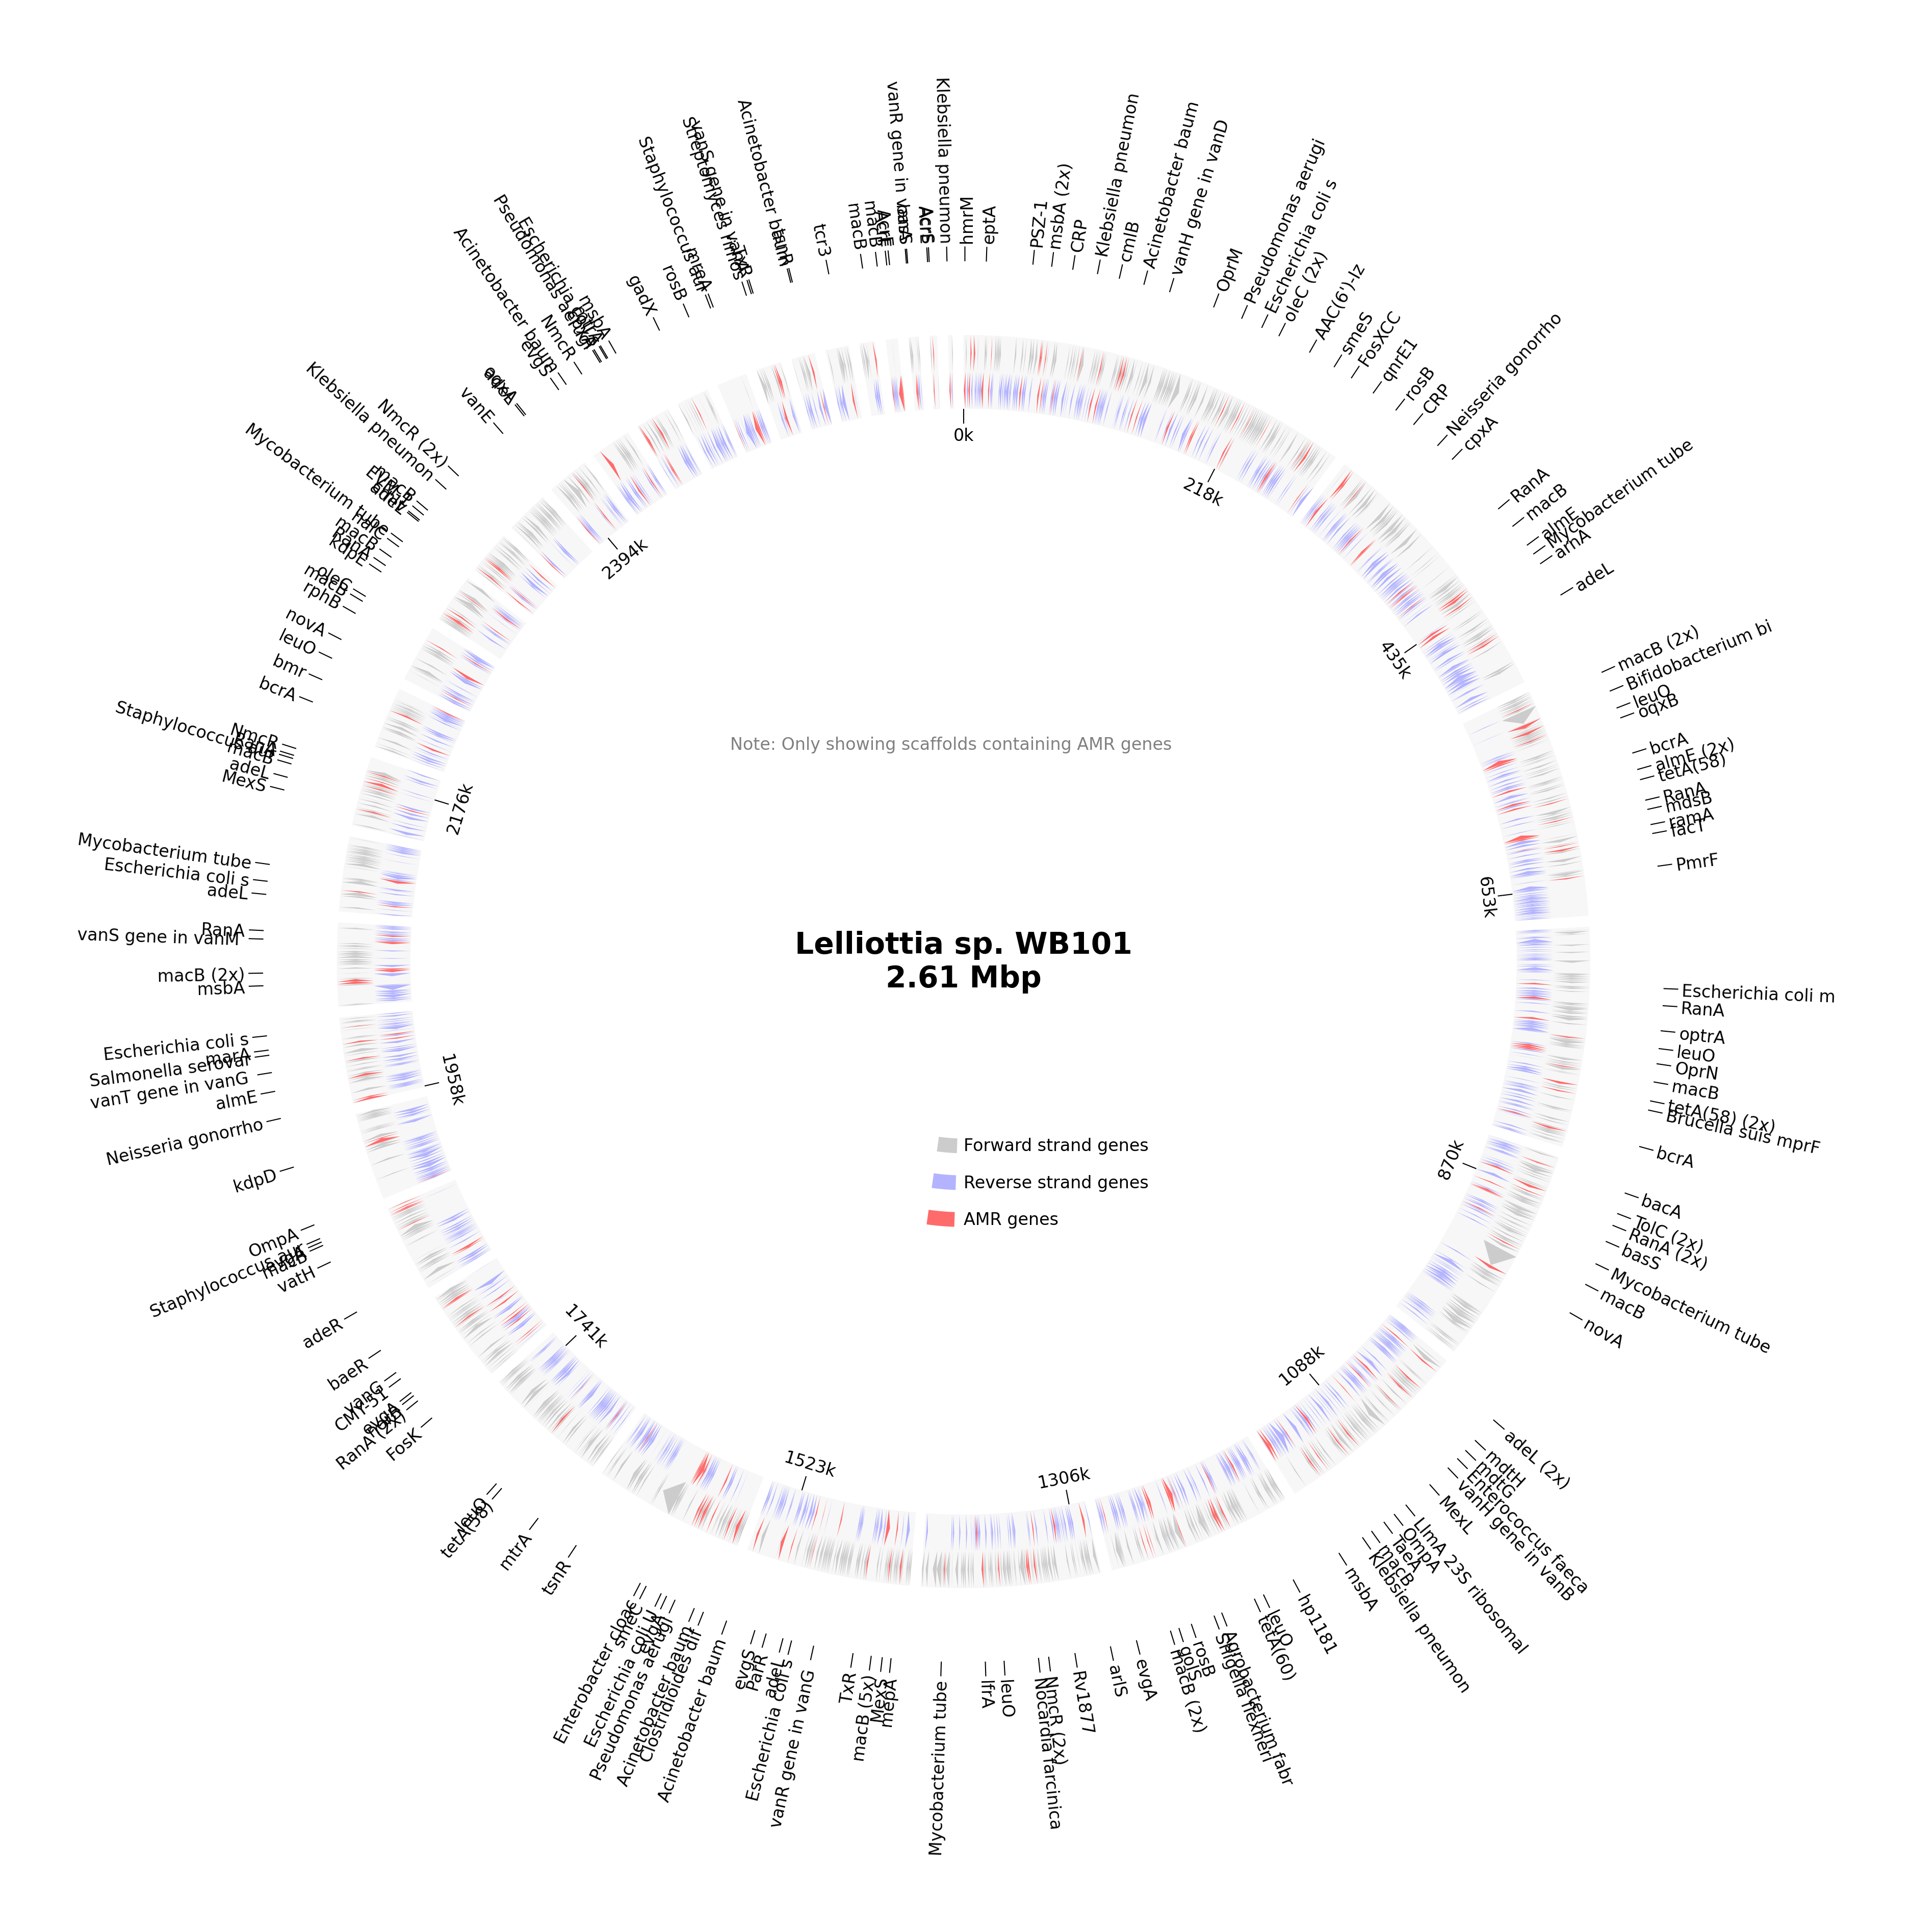 Lelliottia sp. WB101
2.61 Mbp
Note: Only showing scaffolds containing AMR genes
Forward strand genes
Reverse strand genes
AMR genes
0k
218k
435k
653k
870k
1088k
1306k
1523k
1741k
1958k
2176k
2394k
mprM
eptA
PSZ-1
msbA (2x)
CRP
Klebsiella pneumon
cmlB
Acinetobacter baum
vanH gene in vanD
OprM
Pseudomonas aerugi
Escherichia coli s
oleC (2x)
AAC(6')-Iz
smeS
FosXCC
qnrE1
rosB
CRP
Neisseria gonorrho
cpxA
RanA
macB
almE
Mycobacterium tube
arnA
adeL
macB (2x)
Bifidobacterium bi
leuO
oqxB
bcrA
almE (2x)
tetA(58)
RanA
mdsB
ramA
facT
PmrF
Escherichia coli m
RanA
optrA
leuO
OprN
macB
tetA(58) (2x)
Brucella suis mprF
bcrA
bacA
TolC (2x)
RanA (2x)
basS
Mycobacterium tube
macB
novA
adeL (2x)
mdtH
mdtG
Enterococcus faeca
vanH gene in vanB
MexL
LlmA 23S ribosomal
OmpA
TaeA
macB
Klebsiella pneumon
msbA
hp1181
leuO
tetA(60)
Agrobacterium fabr
Shigella flexneri
rosB
golS
macB (2x)
evgA
arlS
Rv1877
NmcR (2x)
Nocardia farcinica
leuO
lfrA
Mycobacterium tube
mepA
MexS
macB (5x)
TxR
vanR gene in vanG
Escherichia coli s
adeL
ParR
evgS
Acinetobacter baum
Clostridioides dif
Acinetobacter baum
Pseudomonas aerugi
evgA
Escherichia coli
smeC
Enterobacter cloac
tsnR
mtrA
tetA(58)
leuO
FosK
RanA (2x)
evgA
CMY-51
vanG
baeR
adeR
vatH
macB
Staphylococcus aur
OmpA
kdpD
Neisseria gonorrho
almE
vanT gene in vanG
Salmonella serovar
marA
Escherichia coli s
msbA
macB (2x)
vanS gene in vanM
RanA
adeL
Escherichia coli s
Mycobacterium tube
MexS
adeL
macB
RanA
Staphylococcus aur
NmcR
bcrA
bmr
leuO
novA
rphB
macB
oleC
kdpE
RanA
macB
Mycobacterium tube
adeL
macB
Klebsiella pneumon
NmcR (2x)
vanE
evgS
Acinetobacter baum
NmcR
Pseudomonas aerugi
Escherichia coli
msbA
gadX
rosB
Staphylococcus aur
Streptomyces rimos
vanS gene in vanA
TxR
Acinetobacter baum
tsnR
tcr3
macB
macB
AcrF
vanR gene in vanS
AcrS
Klebsiella pneumon